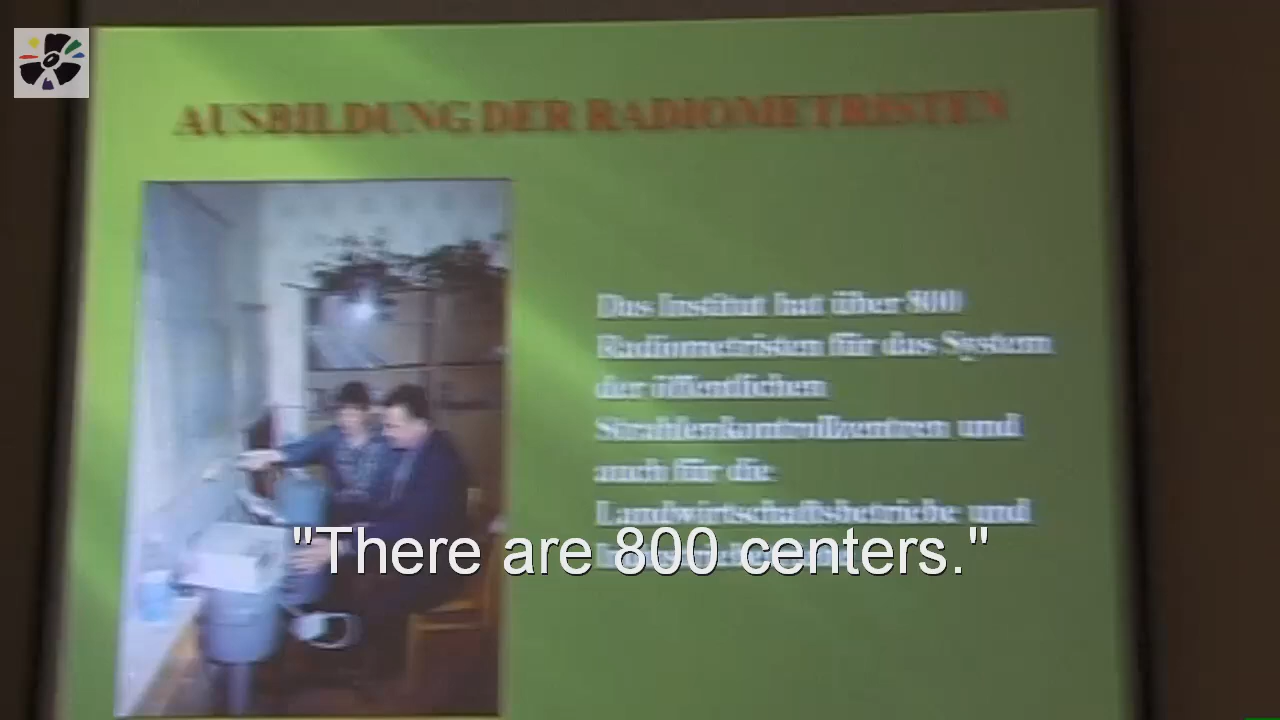 AUSBILDUNG DER RADIOMETRISTEN
Das Institut hat über 800
Radiometristen für das System
der öffentlichen
Strahlenkontrollzentren und
auch für die
Landwirtschaftsbetriebe und
"There are 800 centers."